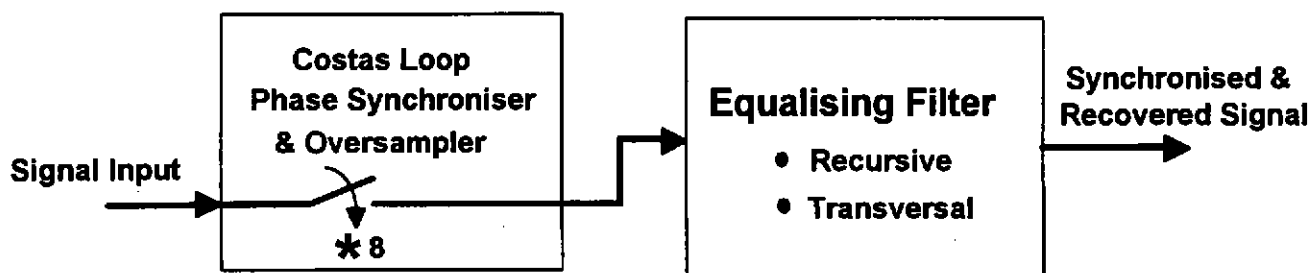 Signal Input
Costas Loop
Phase Synchroniser
& Oversampler
* 8
Equalising Filter
• Recursive
• Transversal
Synchronised &
Recovered Signal